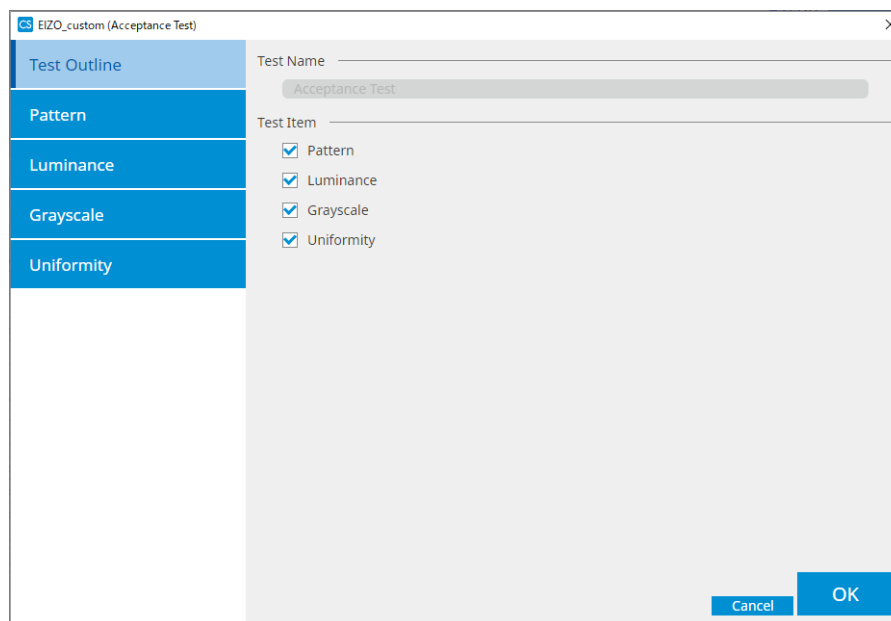 CS EIZO_custom (Acceptance Test)
Test Outline
Pattern
Luminance
Grayscale
Uniformity
Test Name
Acceptance Test
Test Item
Pattern
Luminance
Grayscale
Uniformity
Cancel
OK